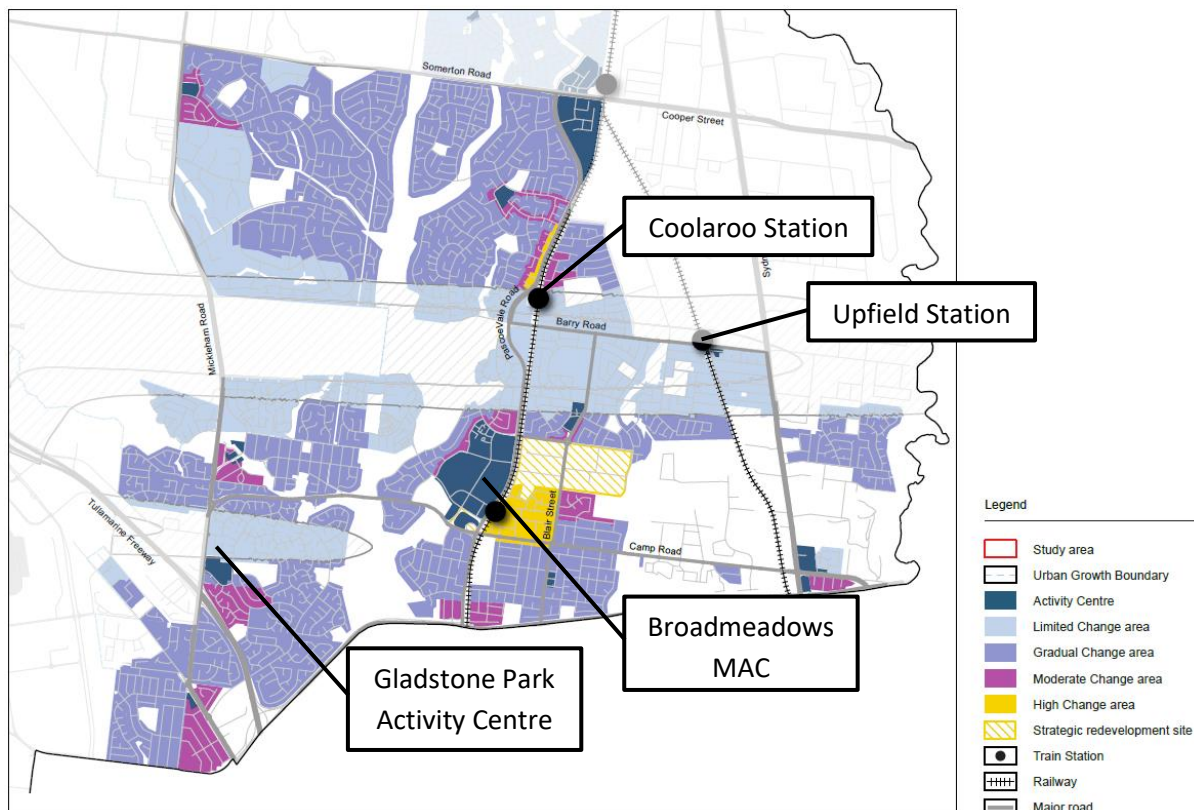 Somerton Road
Cooper Street
Coolaroo Station
Upfield Station
Pascoe Vale Road
Barry Road
Mickleham Road
Tullamarine Freeway
Blair Street
Camp Road
Broadmeadows
MAC
Gladstone Park
Activity Centre
Legend
Study area
Urban Growth Boundary
Activity Centre
Limited Change area
Gradual Change area
Moderate Change area
High Change area
Strategic redevelopment site
Train Station
Railway
Major road